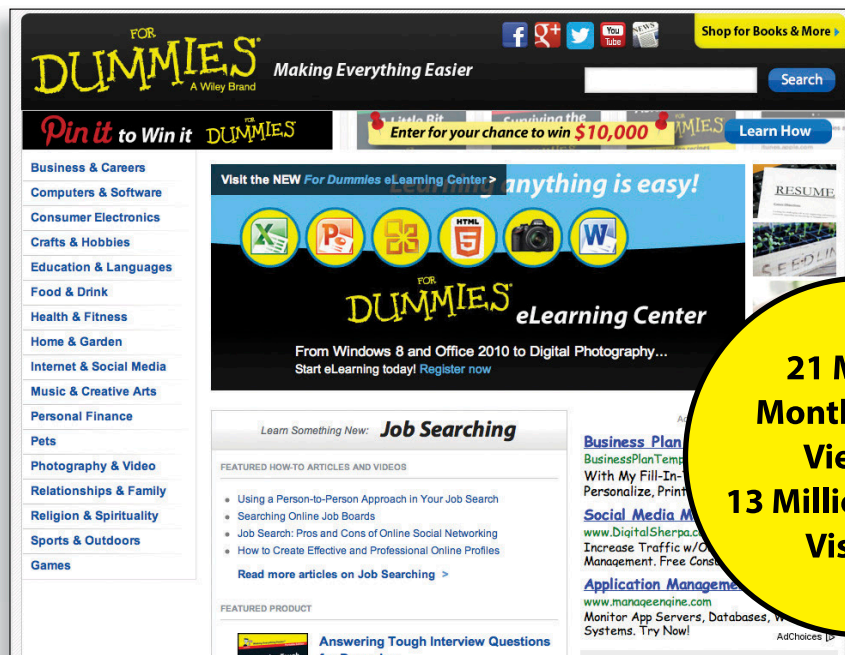 FOR
DUMMIES
A Wiley Brand
Making Everything Easier
You
Tube
NEWS
Shop for Books & More
Search
Pin it to Win it DUMMIES
Enter for your chance to win $10,000
Learn How
Business & Careers
Computers & Software
Consumer Electronics
Crafts & Hobbies
Education & Languages
Food & Drink
Health & Fitness
Home & Garden
Internet & Social Media
Music & Creative Arts
Personal Finance
Pets
Photography & Video
Relationships & Family
Religion & Spirituality
Sports & Outdoors
Games
Visit the NEW For Dummies eLearning Center >
Learning anything is easy!
HTML
5
FOR
DUMMIES eLearning Center
From Windows 8 and Office 2010 to Digital Photography...
Start eLearning today! Register now
RESUME
Learn Something New: Job Searching
FEATURED HOW-TO ARTICLES AND VIDEOS
Using a Person-to-Person Approach in Your Job Search
Searching Online Job Boards
Job Search: Pros and Cons of Online Social Networking
How to Create Effective and Professional Online Profiles
Read more articles on Job Searching >
FEATURED PRODUCT
Answering Tough Interview Questions
Business Plan
With My Fill-In-
Personalize, Print
Social Media
Increase Traffic
Management. Free
Application
www.manageengine.com
Monitor App Servers, Databases,
Systems. Try Now!
AdChoices
21
13